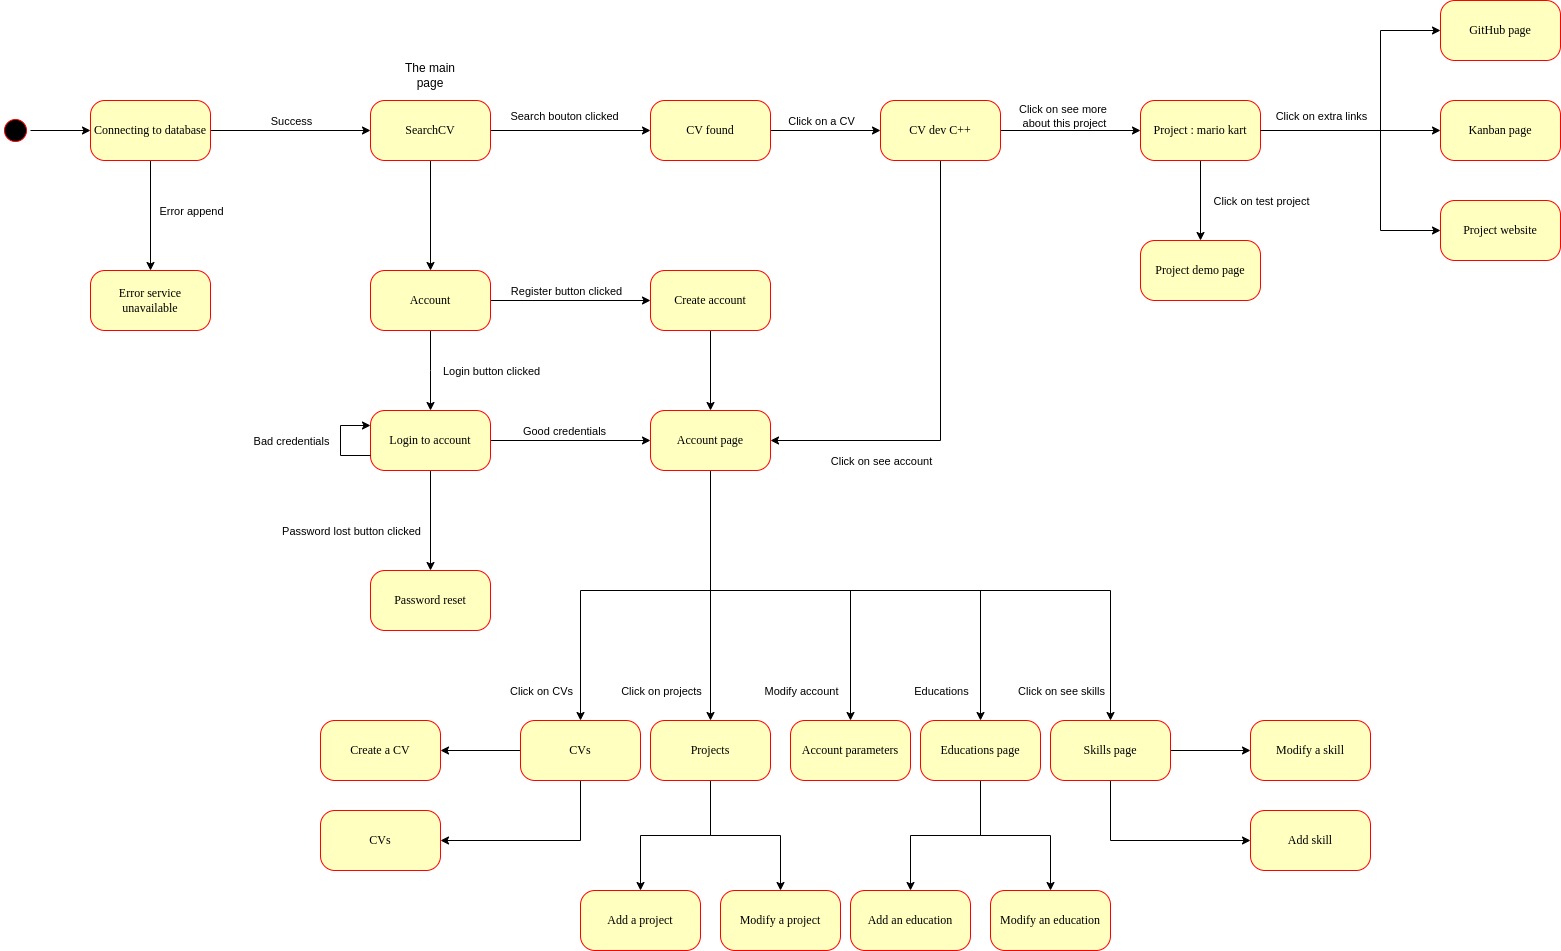 GitHub page
The main
page
Connecting to database
Success
SearchCV
Search bouton clicked
CV found
Click on a CV
CV dev C++
Click on see more
about this project
Project : mario kart
Click on extra links
Kanban page
Error append
Click on test project
Project website
Error service
unavailable
Account
Register button clicked
Create account
Project demo page
Login button clicked
Bad credentials
Login to account
Good credentials
Account page
Click on see account
Password lost button clicked
Password reset
Click on CVs
Click on projects
Modify account
Educations
Click on see skills
Create a CV
CVs
Projects
Account parameters
Educations page
Skills page
Modify a skill
CVs
Add skill
Add a project
Modify a project
Add an education
Modify an education